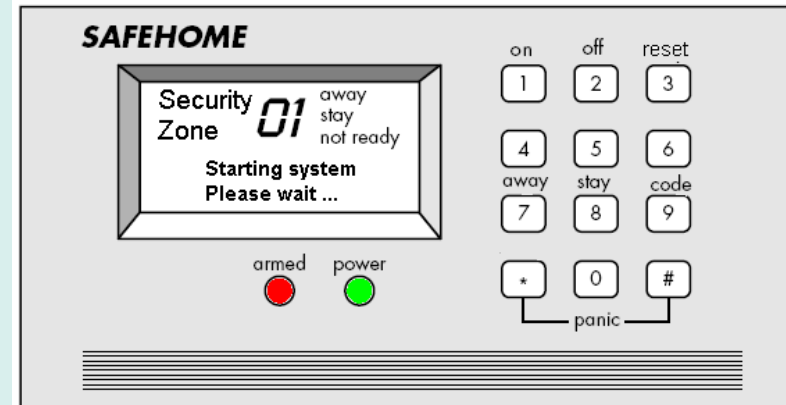 SAFEHOME
Security
Zone
01
away
stay
not ready
Starting system
Please wait ...
armed power
on off reset
1 2 3
4 5 6
away stay code
7 8 9
* 0 #
panic